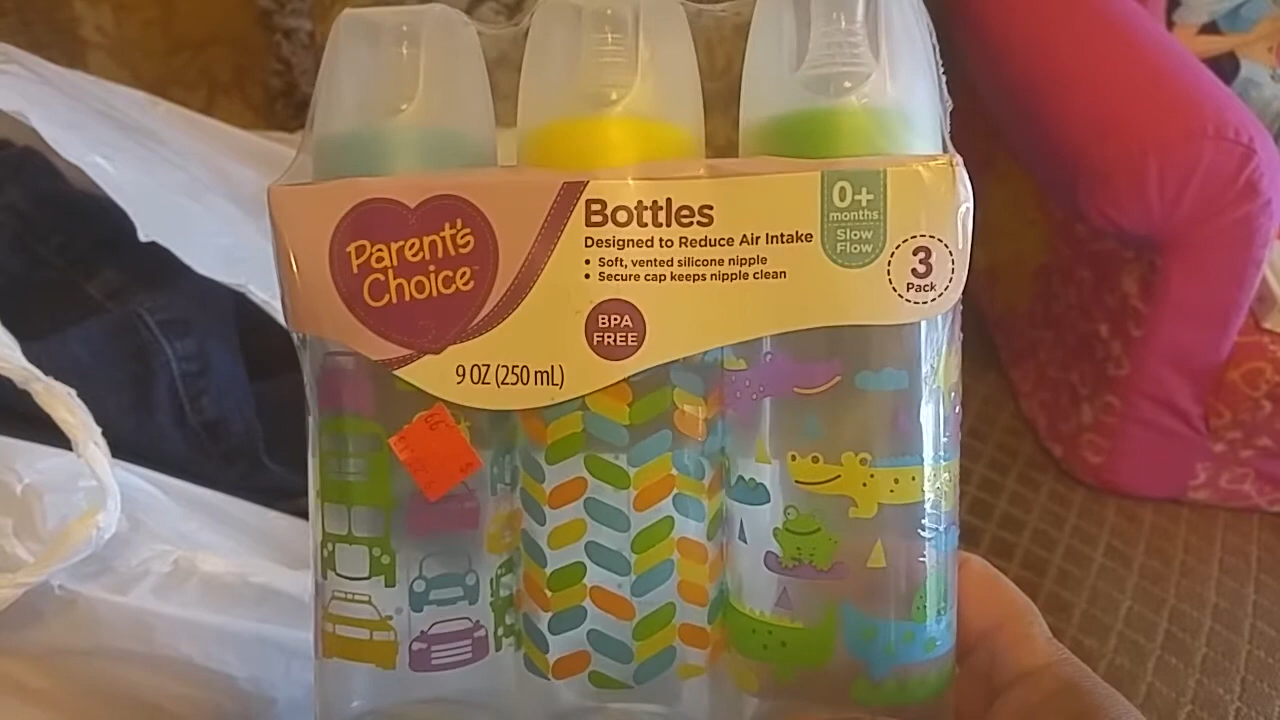 Parent's
Choice
Bottles
Designed to Reduce Air Intake
• Soft, vented silicone nipple
• Secure cap keeps nipple clean
0+
months
Slow
Flow
3
Pack
BPA
FREE
9 OZ (250 mL)